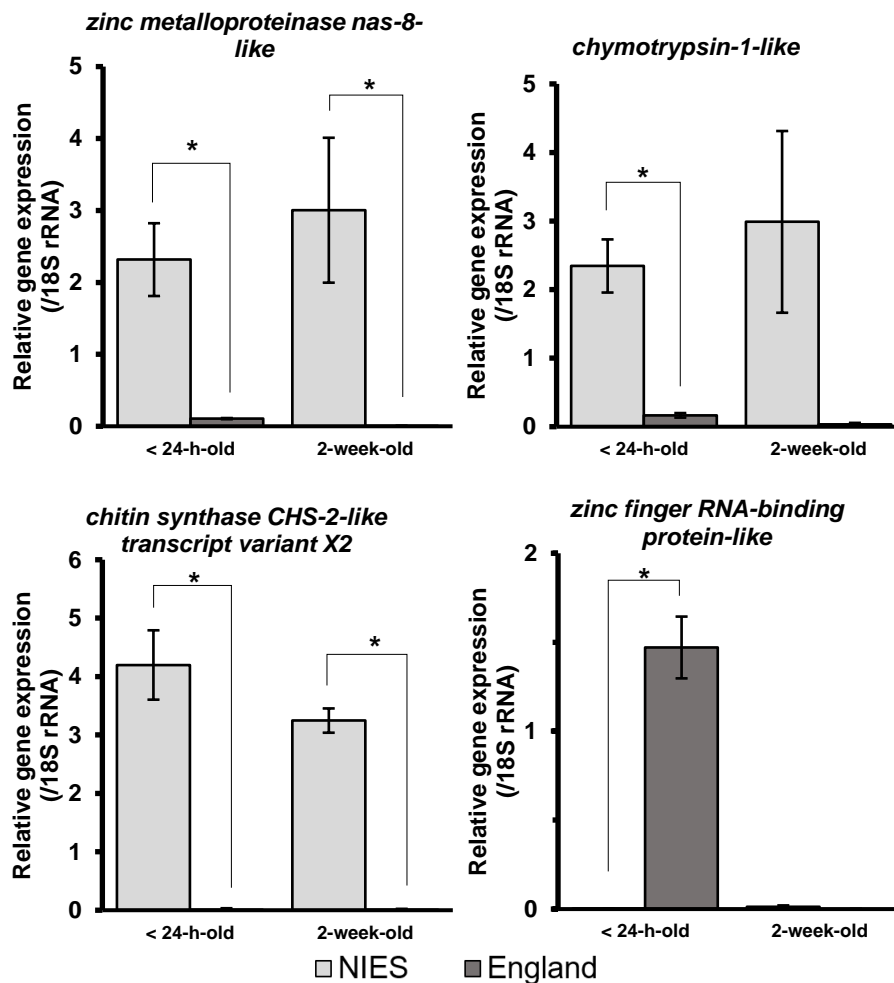 zinc metalloproteinase nas-8-
like
Relative gene expression
(/18S rRNA)
5
4
3
2
1
0
*
*
< 24-h-old
2-week-old
chymotrypsin-1-like
Relative gene expression
(/18S rRNA)
5
4
3
2
1
0
*
< 24-h-old
2-week-old
chitin synthase CHS-2-like
transcript variant X2
Relative gene expression
(/18S rRNA)
6
5
4
3
2
1
0
*
*
< 24-h-old
2-week-old
zinc finger RNA-binding
protein-like
Relative gene expression
(/18S rRNA)
2
1
0
*
< 24-h-old
2-week-old
NIES
England